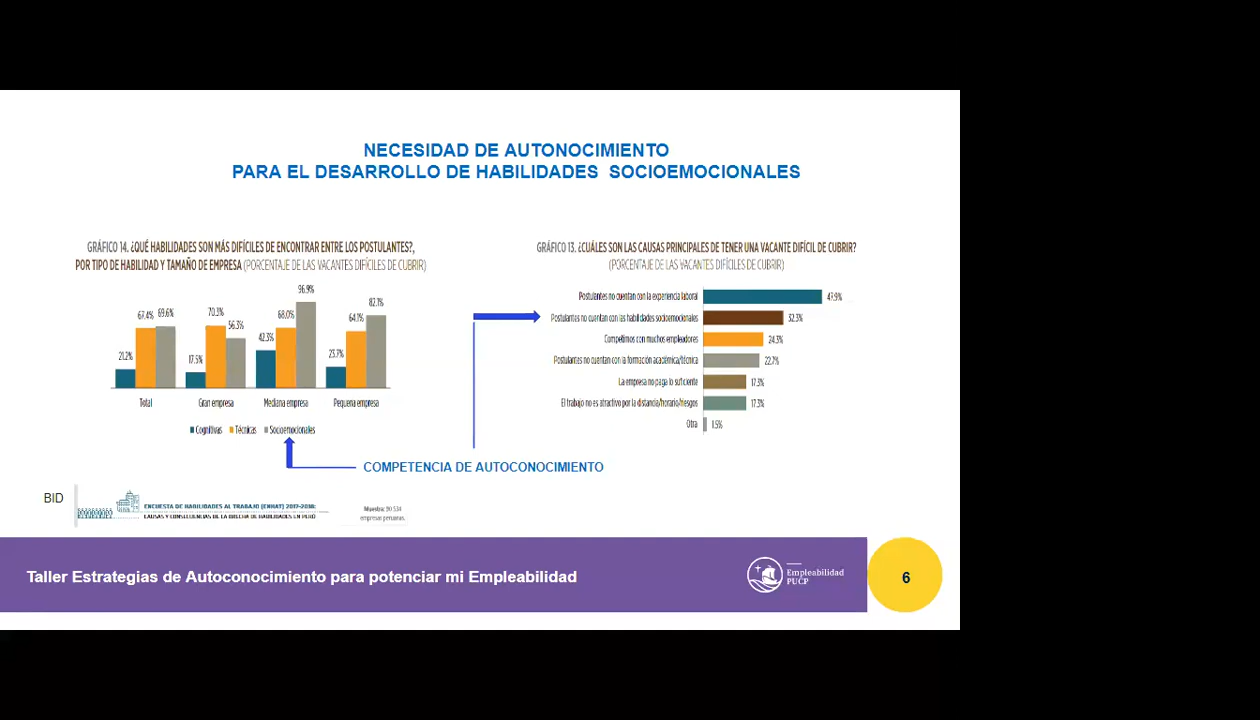 NECESIDAD DE AUTONOCIMIENTO
PARA EL DESARROLLO DE HABILIDADES SOCIOEMOCIONALES
GRÁFICO 14. ¿QUÉ HABILIDADES SON MÁS DIFÍCILES DE ENCONTRAR ENTRE LOS POSTULANTES?,
POR TIPO DE HABILIDAD Y TAMAÑO DE EMPRESA (PORCENTAJE DE LAS VACANTES DIFÍCILES DE CUBRIR)
21.2% 67.4% 69.6%
17.5% 70.3% 56.3%
42.3% 68.0% 96.9%
23.7% 64.1% 82.1%
Total Gran empresa Mediana empresa Pequeña empresa
Cognitivas Técnicas Socioemocionales
GRÁFICO 13. ¿CUÁLES SON LAS CAUSAS PRINCIPALES DE TENER UNA VACANTE DIFÍCIL DE CUBRIR?
(PORCENTAJE DE LAS VACANTES DIFÍCILES DE CUBRIR)
Postulantes no cuentan con la experiencia laboral 47.9%
Postulantes no cuentan con las habilidades socioemocionales 32.3%
Competimos con muchos empleadores 24.3%
Postulantes no cuentan con la formación académica/técnica 22.7%
La empresa no paga lo suficiente 17.3%
El trabajo no es atractivo por la distancia/horario/riesgos 17.3%
Otra 1.5%
COMPETENCIA DE AUTOCONOCIMIENTO
BID
ENCUESTA DE HABILIDADES AL TRABAJO (ENHAT) 2017-2018:
CAUSAS Y CONSECUENCIAS DE LA BRECHA DE HABILIDADES EN PERÚ
Muestra:
empresas peruanas.
Taller Estrategias de Autoconocimiento para potenciar mi Empleabilidad
Empleabilidad
PUCP
6